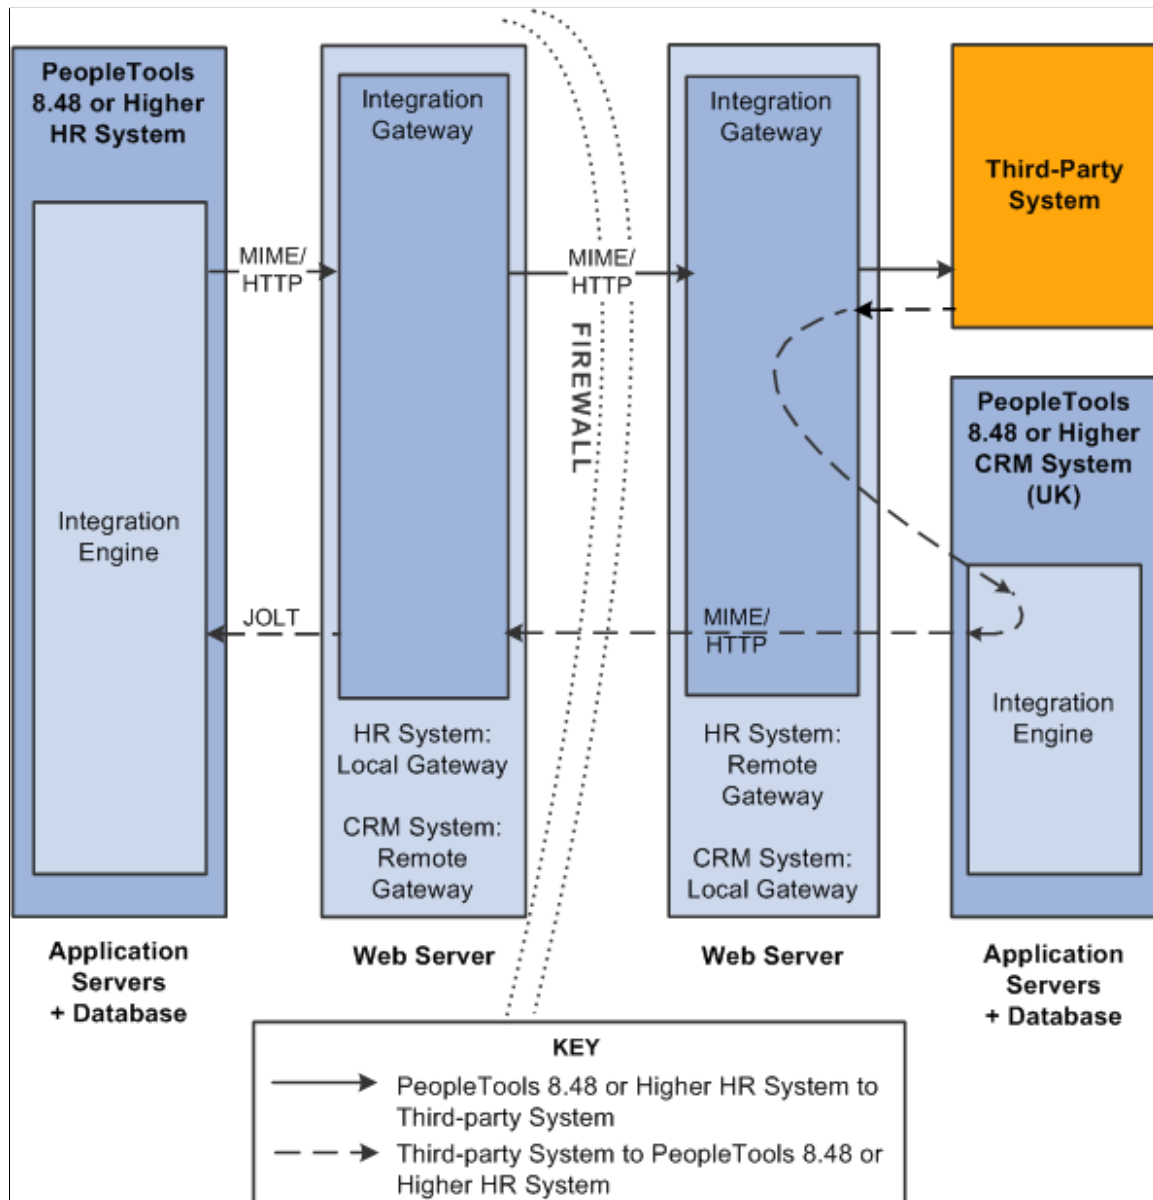 PeopleTools
8.48 or Higher
HR System
Integration
Engine
MIME/
HTTP
JOLT
Integration
Gateway
HR System:
Local Gateway
CRM System:
Remote
Gateway
MIME/
HTTP
FIREWALL
Integration
Gateway
MIME/
HTTP
HR System:
Remote
Gateway
CRM System:
Local Gateway
Third-Party
System
PeopleTools
8.48 or Higher
CRM System
(UK)
Integration
Engine
Application
Servers
+ Database
Web Server
Web Server
Application
Servers
+ Database
KEY
PeopleTools 8.48 or Higher HR System to
Third-party System
Third-party System to PeopleTools 8.48 or
Higher HR System